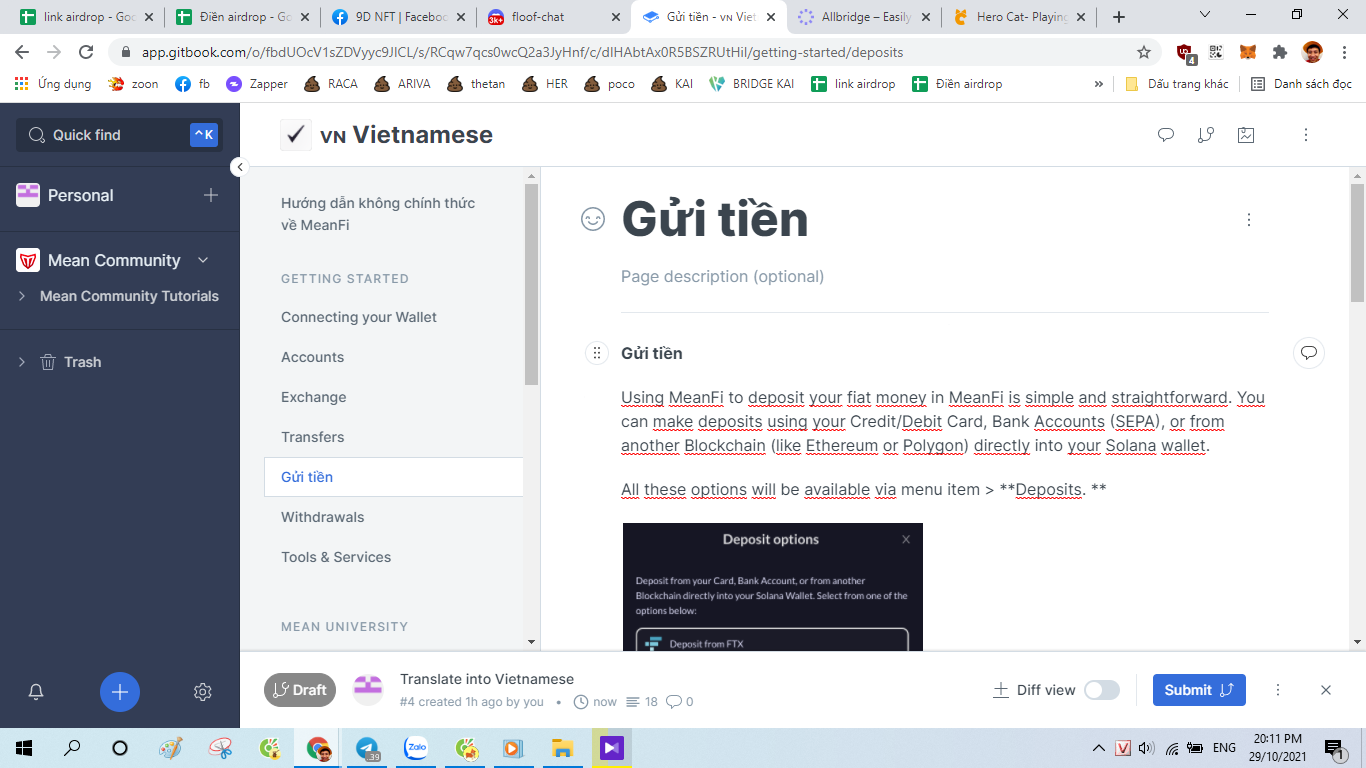 link airdrop - Goo
Điền airdrop - Go
9D NFT | Faceboo
floof-chat
Gửi tiền - vn Viet
Allbridge – Easily
Hero Cat- Playing
app.gitbook.com/o/fbdUOcV1sZDVyyc9JlCL/s/RCqw7qcs0wcQ2a3JyHnf/c/dIHAbtAx0R5BSZRUtHil/getting-started/deposits
4
Ứng dụng
zoon
fb
Zapper
RACA
ARIVA
thetan
HER
poco
KAI
BRIDGE KAI
link airdrop
Điền airdrop
»
Dấu trang khác
Danh sách đọc
Quick find
^K
Personal
Mean Community
Mean Community Tutorials
Trash
VN Vietnamese
Hướng dẫn không chính thức
về MeanFi
GETTING STARTED
Connecting your Wallet
Accounts
Exchange
Transfers
Gửi tiền
Withdrawals
Tools & Services
MEAN UNIVERSITY
Gửi tiền
Page description (optional)
Gửi tiền
Using MeanFi to deposit your fiat money in MeanFi is simple and straightforward. You
can make deposits using your Credit/Debit Card, Bank Accounts (SEPA), or from
another Blockchain (like Ethereum or Polygon) directly into your Solana wallet.
All these options will be available via menu item > **Deposits. **
Deposit options
Deposit from your Card, Bank Account, or from another
Blockchain directly into your Solana Wallet. Select from one of the
options below:
Deposit from FTX
Draft
Translate into Vietnamese
#4 created 1h ago by you • now 18 0
Diff view
Submit
39
Zalo
V
ENG
20:11 PM
29/10/2021
1